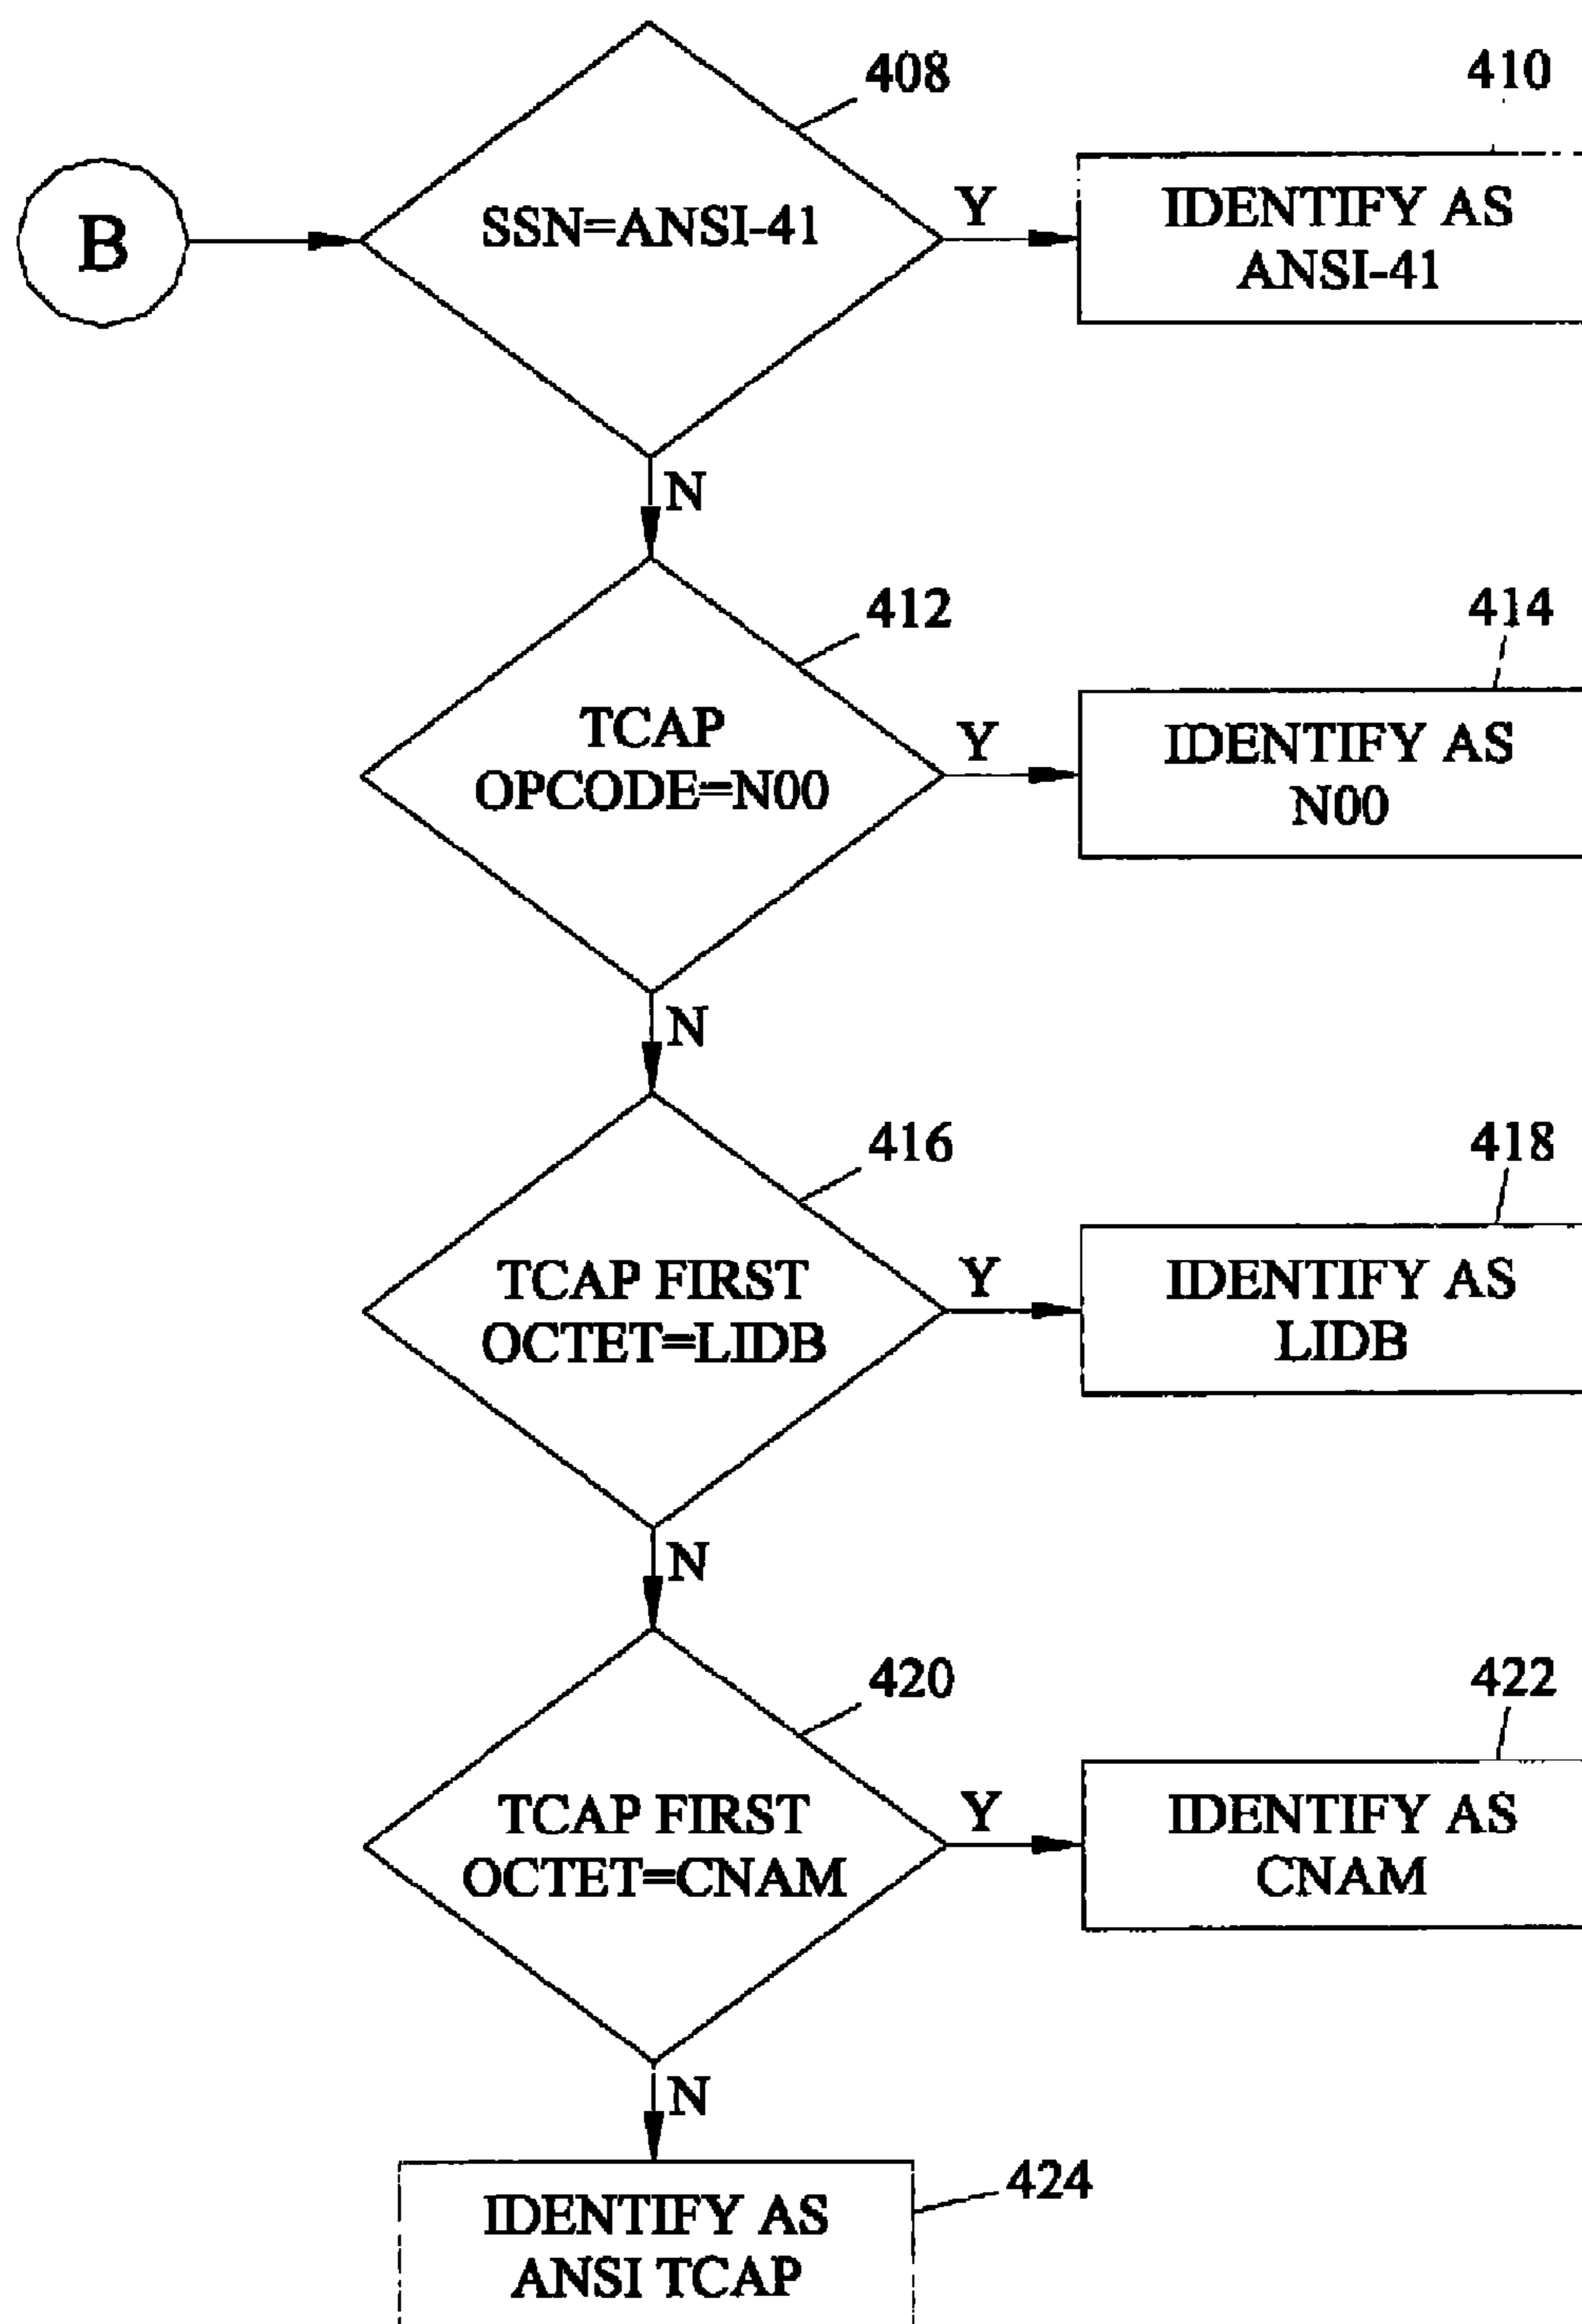 408
410
B
SSN=ANSI-41
Y
IDENTIFY AS
ANSI-41
N
412
414
TCAP
OPCODE=N00
Y
IDENTIFY AS
N00
N
416
418
TCAP FIRST
OCTET=LIDB
Y
IDENTIFY AS
LIDB
N
420
422
TCAP FIRST
OCTET=CNAM
Y
IDENTIFY AS
CNAM
N
424
IDENTIFY AS
ANSI TCAP